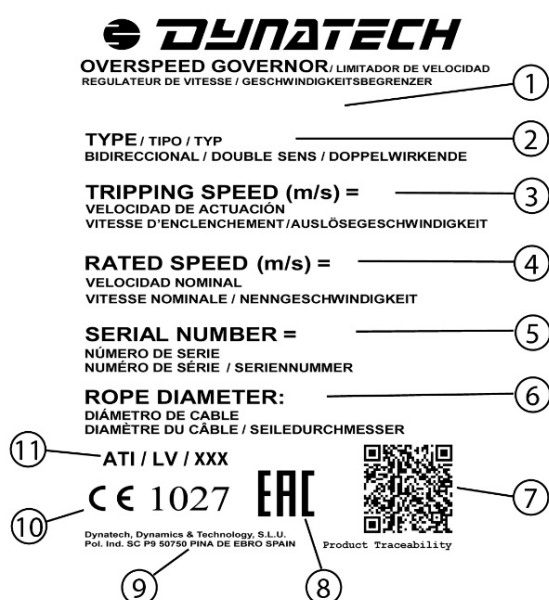 DYNATECH
OVERSPEED GOVERNOR / LIMITADOR DE VELOCIDAD
REGULATEUR DE VITESSE / GESCHWINDIGKEITSBEGRENZER
1
TYPE / TIPO / TYP
2
BIDIRECCIONAL / DOUBLE SENS / DOPPELWIRKENDE
TRIPPING SPEED (m/s) =
3
VELOCIDAD DE ACTUACIÓN
VITESSE D'ENCLENCHEMENT / AUSLÖSEGESCHWINDIGKEIT
RATED SPEED (m/s) =
4
VELOCIDAD NOMINAL
VITESSE NOMINALE / NENNGESCHWINDIGKEIT
SERIAL NUMBER =
5
NÚMERO DE SERIE
NUMÉRO DE SÉRIE / SERIENNUMMER
ROPE DIAMETER:
6
DIÁMETRO DE CABLE
DIAMÈTRE DU CÂBLE / SEILEDURCHMESSER
11
ATI / LV / XXX
10
CE 1027
EAC
7
Dynatech, Dynamics & Technology, S.L.U.
Pol. Ind. SC P9 50750 PINA DE EBRO SPAIN
Product Traceability
9
8